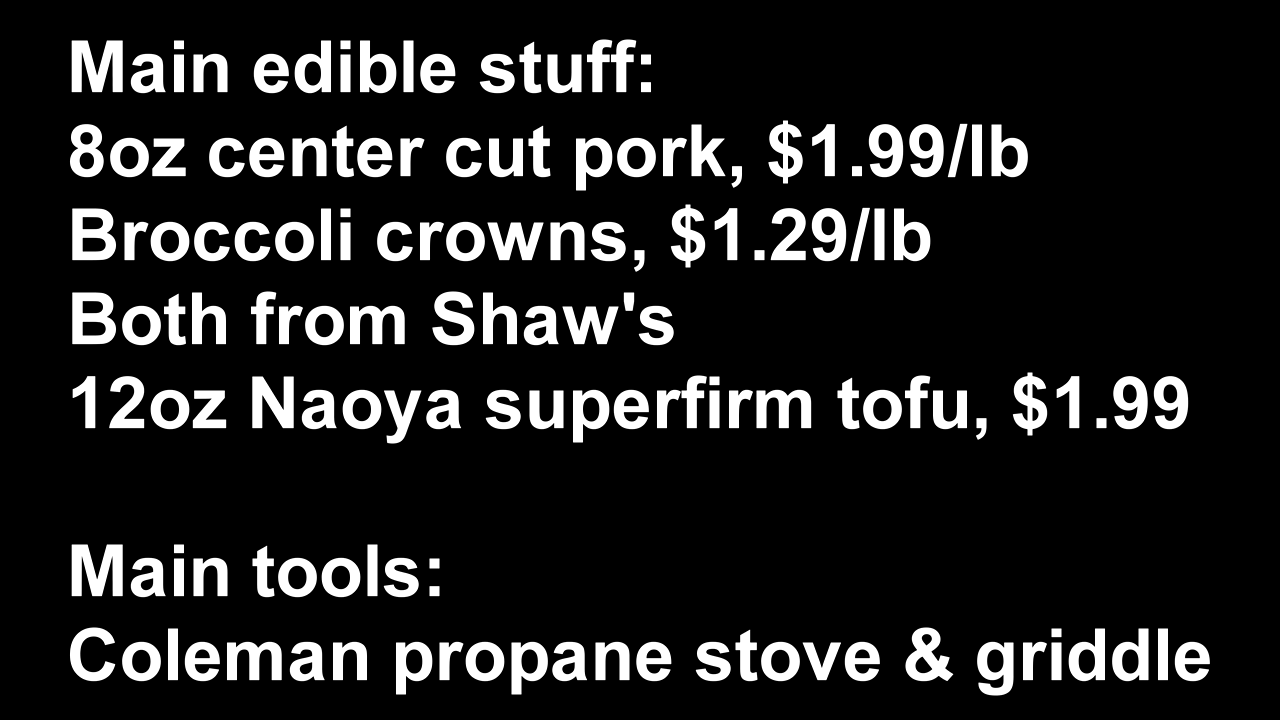 Main edible stuff:
8oz center cut pork, $1.99/lb
Broccoli crowns, $1.29/lb
Both from Shaw's
12oz Naoya superfirm tofu, $1.99
Main tools:
Coleman propane stove & griddle